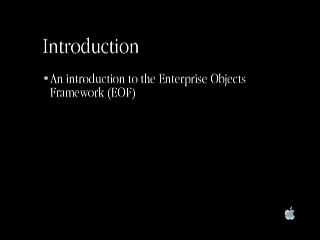 Introduction
• An introduction to the Enterprise Objects
Framework (EOF)